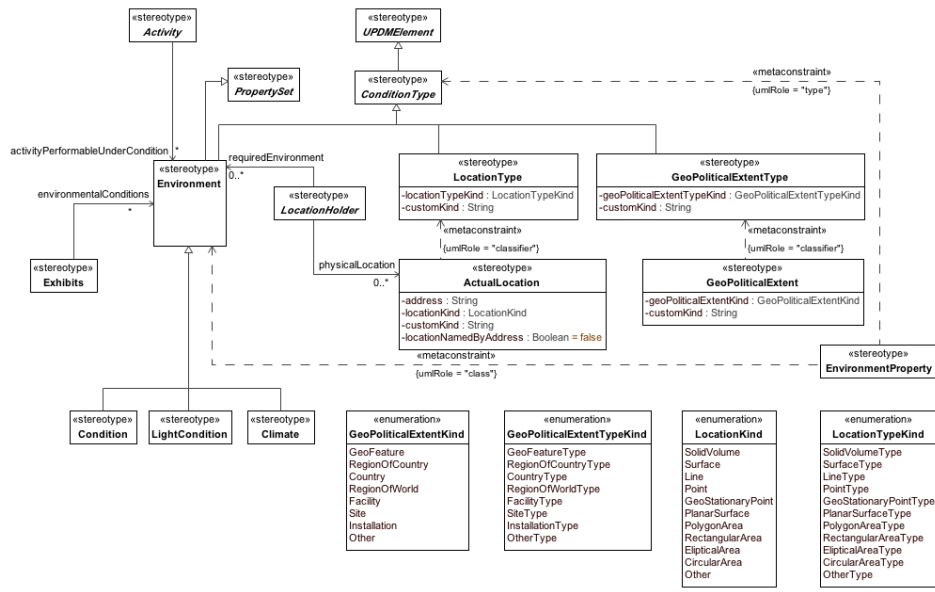 «stereotype»
Activity
«stereotype»
UPDMElement
«stereotype»
PropertySet
«stereotype»
ConditionType
«metaconstraint»
{umlRole = "type"}
activityPerformableUnderCondition
*
requiredEnvironment
0..*
«stereotype»
Environment
environmentalConditions
*
«stereotype»
LocationHolder
«stereotype»
LocationType
-locationTypeKind : LocationTypeKind
-customKind : String
«stereotype»
GeoPoliticalExtentType
-geoPoliticalExtentTypeKind : GeoPoliticalExtentTypeKind
-customKind : String
«metaconstraint»
{umlRole = "classifier"}
«metaconstraint»
{umlRole = "classifier"}
«stereotype»
Exhibits
physicalLocation
0..*
«stereotype»
ActualLocation
-address : String
-locationKind : LocationKind
-customKind : String
-locationNamedByAddress : Boolean = false
«stereotype»
GeoPoliticalExtent
-geoPoliticalExtentKind : GeoPoliticalExtentKind
-customKind : String
«metaconstraint»
{umlRole = "class"}
«stereotype»
EnvironmentProperty
«stereotype»
Condition
«stereotype»
LightCondition
«stereotype»
Climate
«enumeration»
GeoPoliticalExtentKind
GeoFeature
RegionOfCountry
Country
RegionOfWorld
Facility
Site
Installation
Other
«enumeration»
GeoPoliticalExtentTypeKind
GeoFeatureType
RegionOfCountryType
CountryType
RegionOfWorldType
FacilityType
SiteType
InstallationType
OtherType
«enumeration»
LocationKind
SolidVolume
Surface
Line
Point
GeoStationaryPoint
PlanarSurface
PolygonArea
RectangularArea
ElipticalArea
CircularArea
Other
«enumeration»
LocationTypeKind
SolidVolumeType
SurfaceType
LineType
PointType
GeoStationaryPointType
PlanarSurfaceType
PolygonAreaType
RectangularAreaType
ElipticalAreaType
CircularAreaType
OtherType